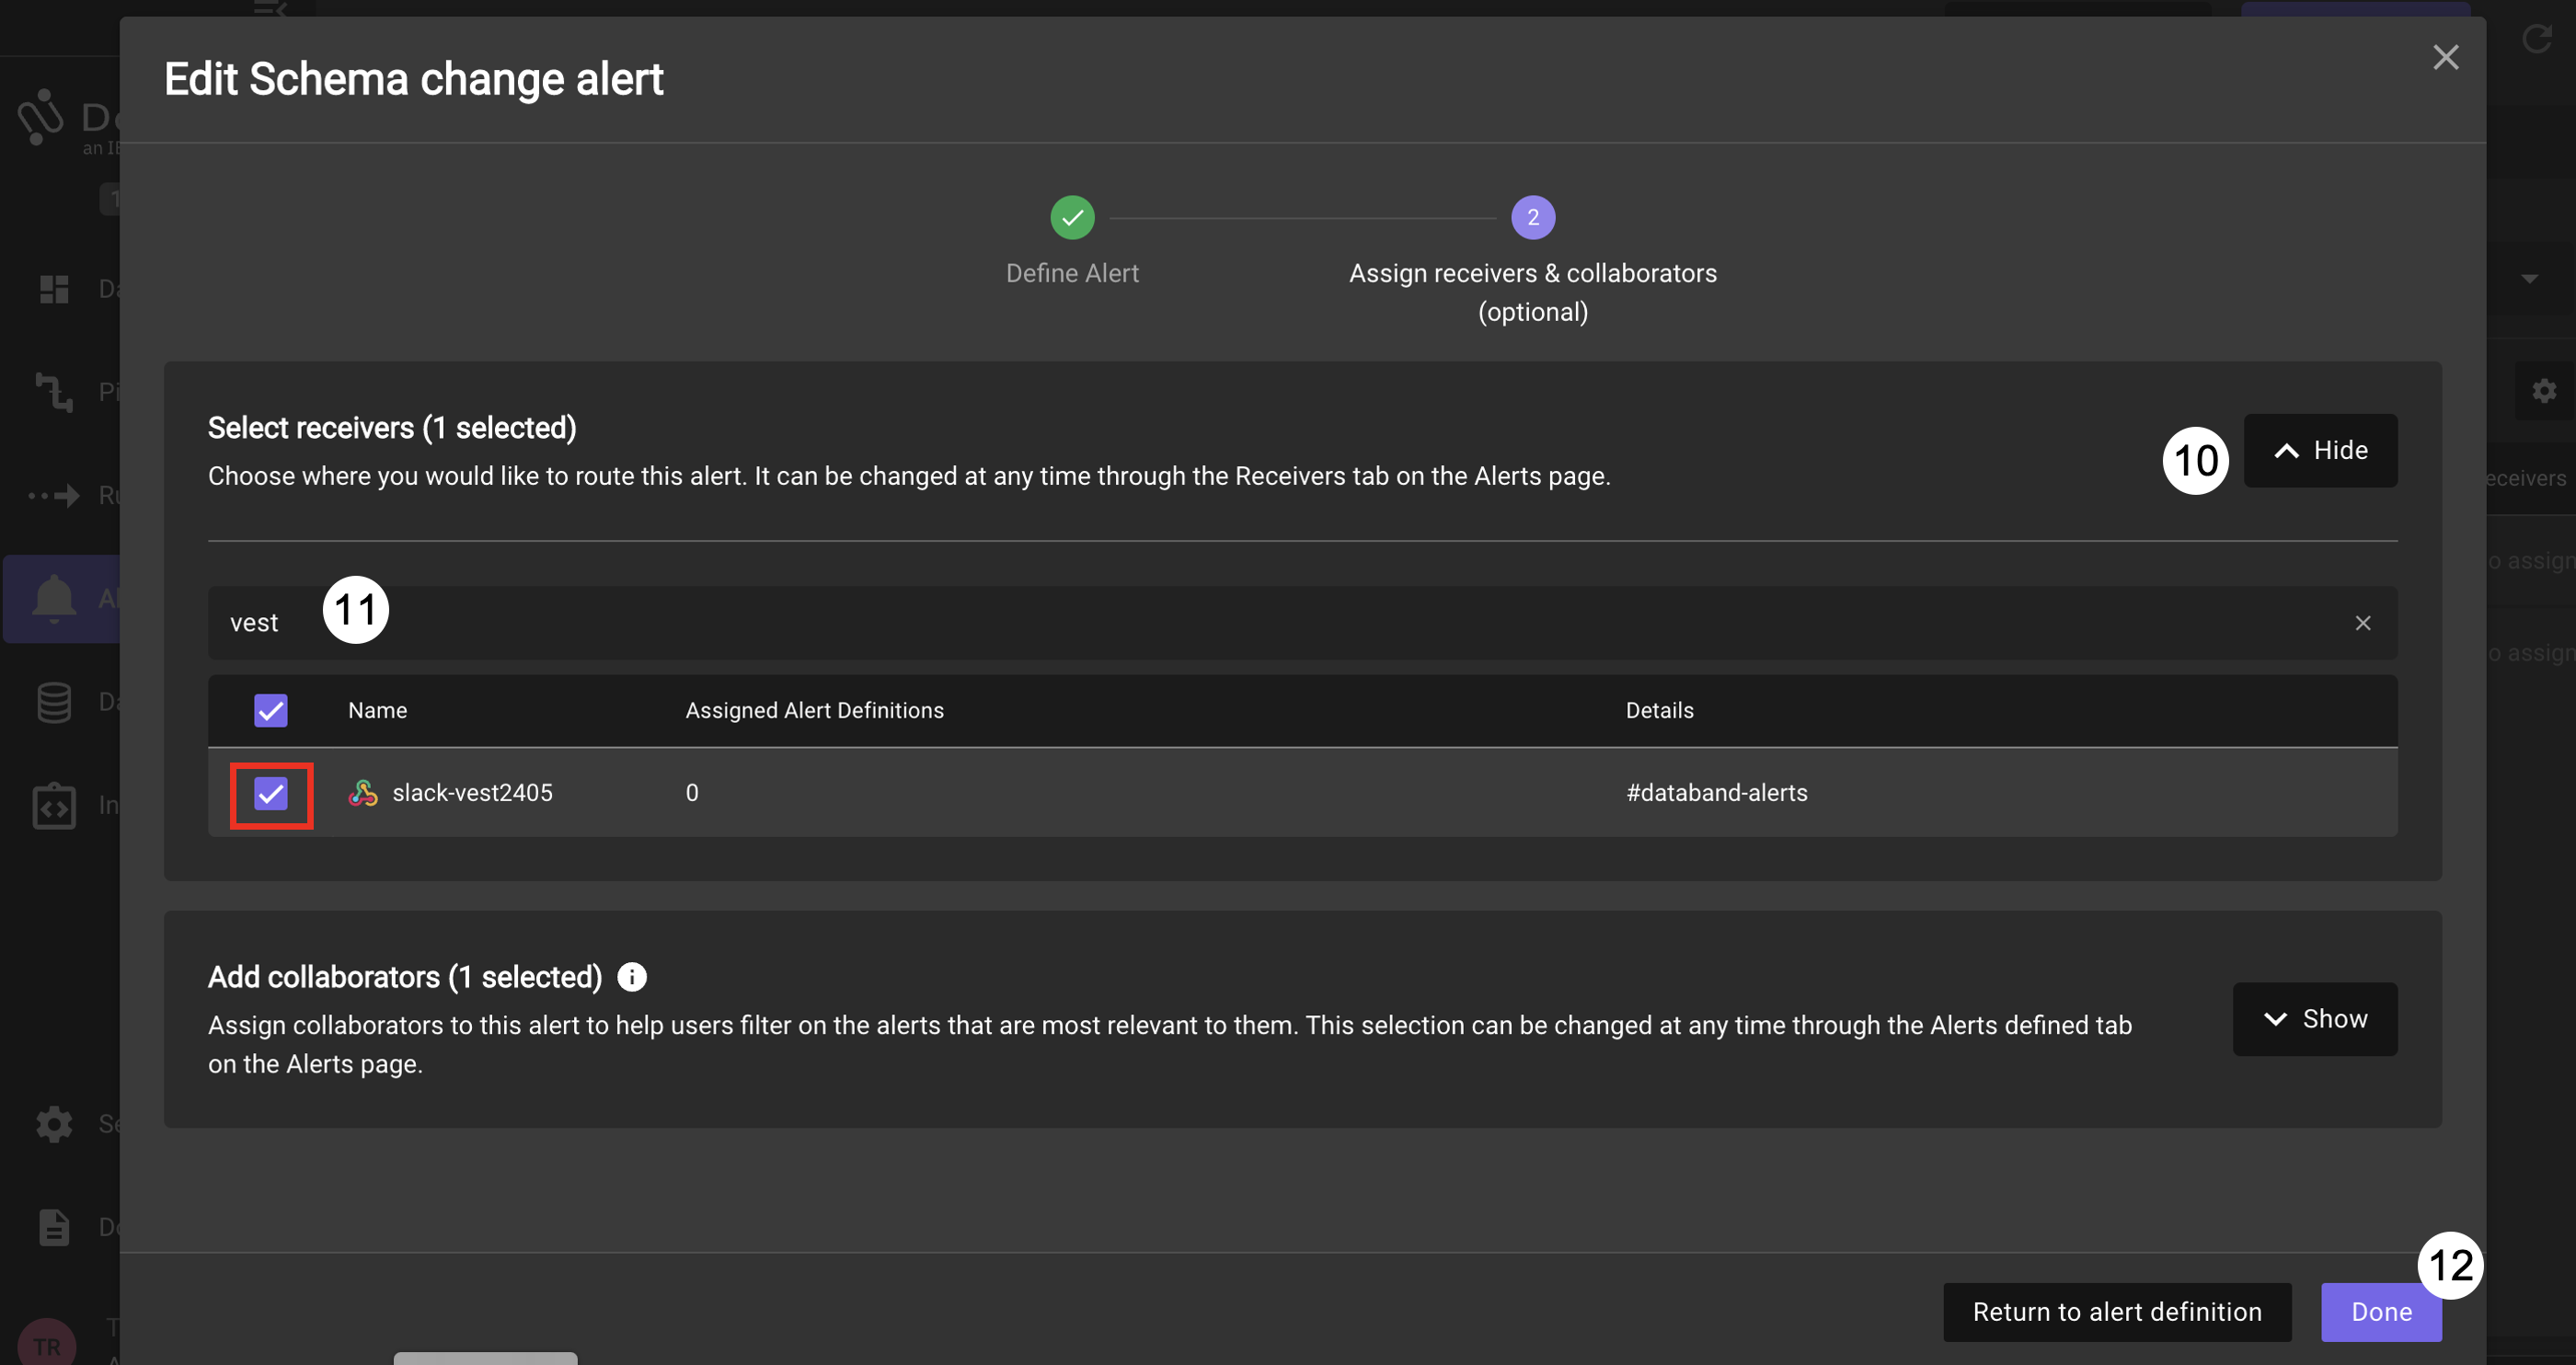 Edit Schema change alert
an
2
Define Alert
Assign receivers & collaborators
(optional)
Select receivers (1 selected)
Choose where you would like to route this alert. It can be changed at any time through the Receivers tab on the Alerts page.
10
Hide
vest
11
Name
Assigned Alert Definitions
Details
slack-vest2405
0
#databand-alerts
Add collaborators (1 selected)
Assign collaborators to this alert to help users filter on the alerts that are most relevant to them. This selection can be changed at any time through the Alerts defined tab
on the Alerts page.
Show
12
Return to alert definition
Done
TR